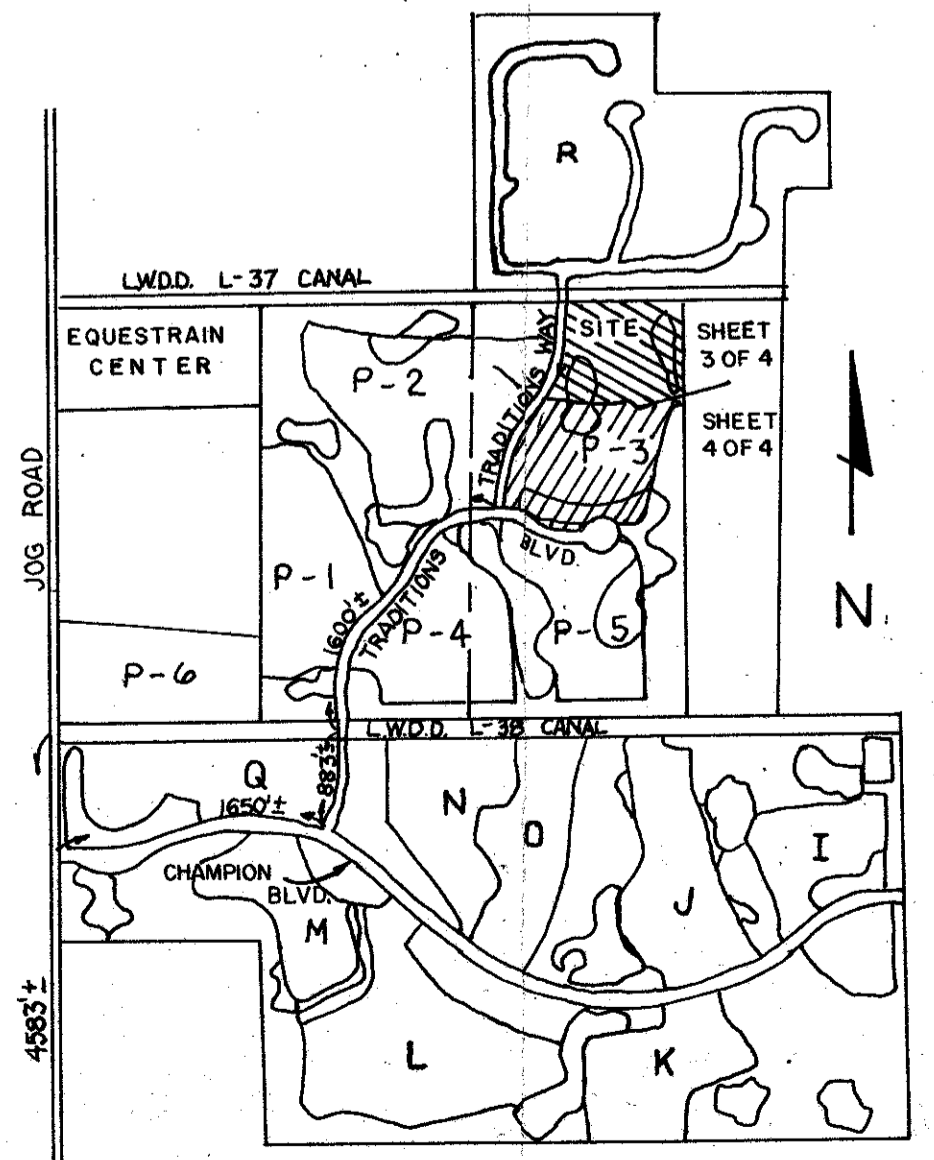 R
L.W.D.D. L-37 CANAL
EQUESTRAIN
CENTER
P-2
TRADITIONS WAY
SITE
SHEET
3 OF 4
SHEET
4 OF 4
P-3
JOG ROAD
P-1
1600'±
TRADITIONS
BLVD.
P-4
P-5
N
P-6
L.W.D.D. L-38 CANAL
883'±
Q
1650'±
N
O
I
CHAMPION
BLVD.
M
J
4583'±
L
K